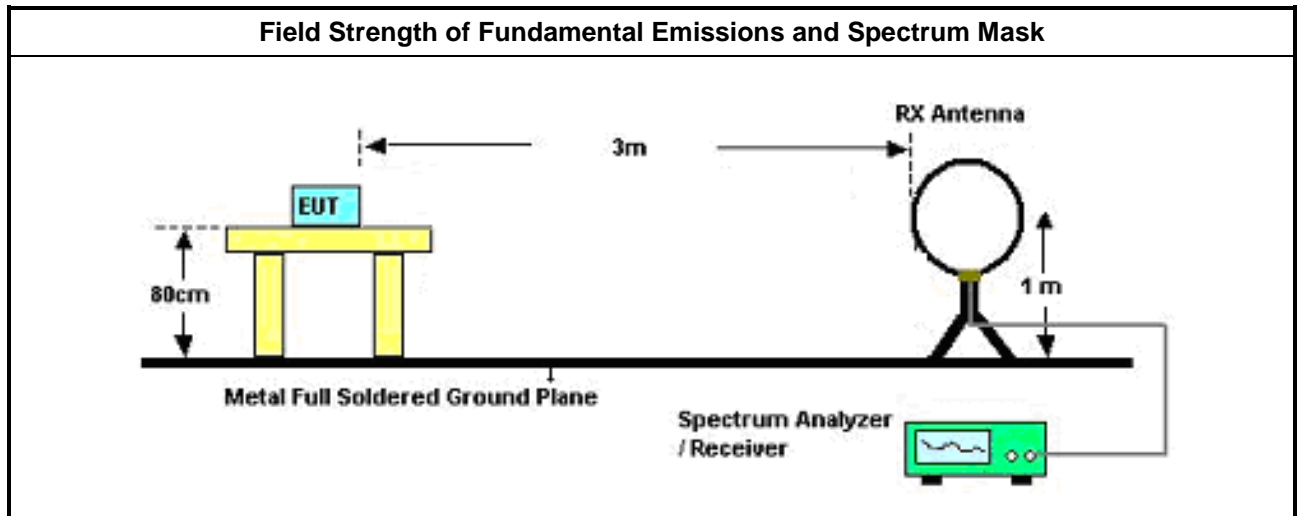 Field Strength of Fundamental Emissions and Spectrum Mask
RX Antenna
3m
EUT
80cm
1 m
Metal Full Soldered Ground Plane
Spectrum Analyzer
/ Receiver